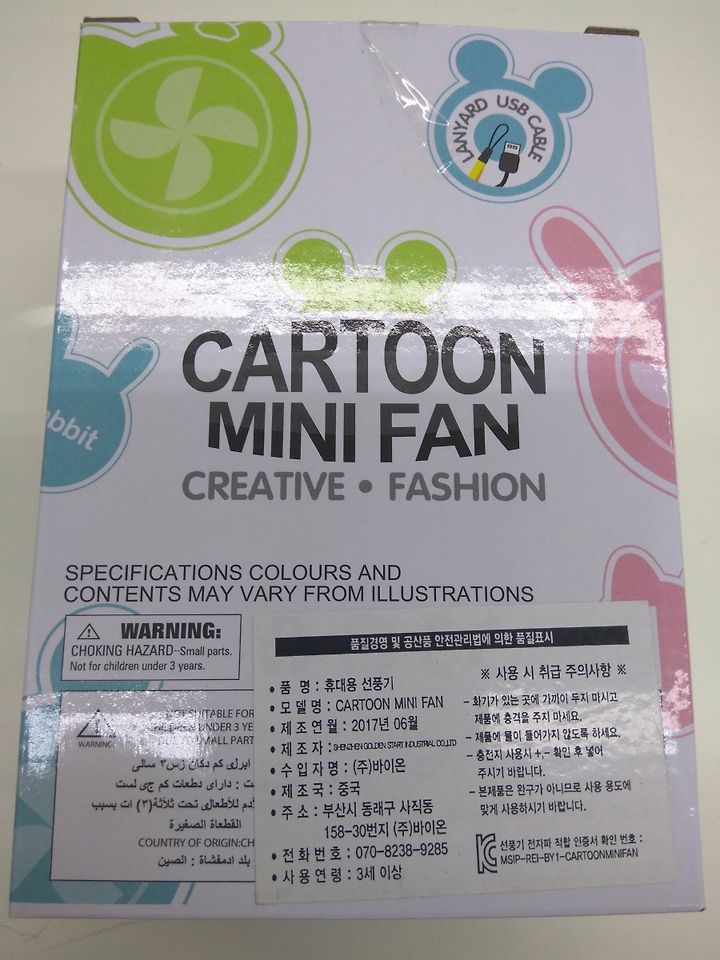 LANYARD USB CABLE
CARTOON
MINI FAN
CREATIVE • FASHION
SPECIFICATIONS COLOURS AND
CONTENTS MAY VARY FROM ILLUSTRATIONS
WARNING:
CHOKING HAZARD--Small parts.
Not for children under 3 years.
SUITABLE FOR
UNDER 3
SMALL PART
WARNING
القطعاة الصغيرة
COUNTRY OF ORIGIN:CH
بلد ادمفشاة : الصين
품질경영 및 공산품 안전관리법에 의한 품질표시
• 품 명 : 휴대용 선풍기
• 모 델 명 : CARTOON MINI FAN
• 제 조 연 월 : 2017년 06월
• 제 조 자 : SHENZHEN GOLDEN START INDUSTRIAL CO.,LTD
• 수 입 자 명 : (주)바이온
• 제 조 국 : 중국
• 주 소 : 부산시 동래구 사직동
158-30번지 (주)바이온
• 전 화 번 호 : 070-8238-9285
• 사 용 연 령 : 3세 이상
※ 사용 시 취급 주의사항 ※
- 화기가 있는 곳에 가까이 두지 마시고
제품에 충격을 주지 마세요.
- 제품에 물이 들어가지 않도록 하세요.
- 충전지 사용시 +,- 확인 후 넣어
주시기 바랍니다.
- 본제품은 완구가 아니므로 사용 용도에
맞게 사용하시기 바랍니다.
선풍기 전자파 적합 인증서 확인 번호 :
MSIP-REI-BY1-CARTOONMINIFAN